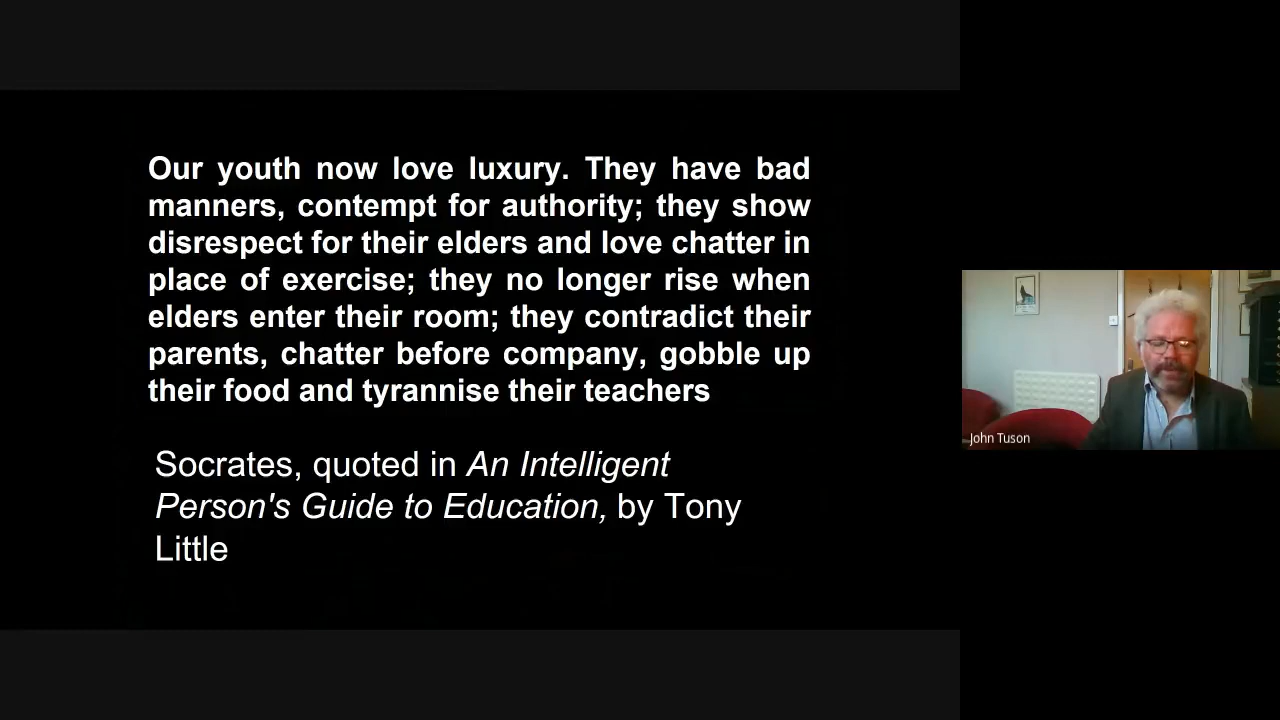 Our youth now love luxury. They have bad
manners, contempt for authority; they show
disrespect for their elders and love chatter in
place of exercise; they no longer rise when
elders enter their room; they contradict their
parents, chatter before company, gobble up
their food and tyrannise their teachers
Socrates, quoted in An Intelligent
Person's Guide to Education, by Tony
Little
John Tuson